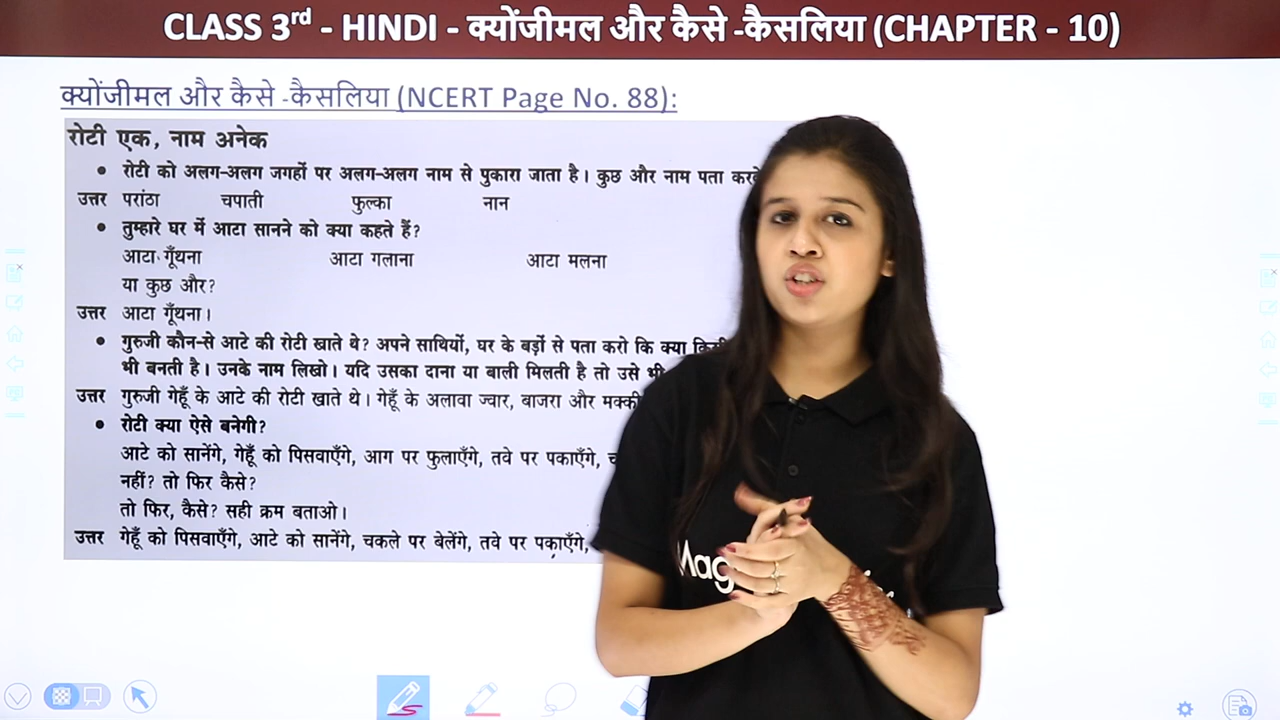 CLASS 3rd - HINDI - क्योंजीमल और कैसे -कैसलिया (CHAPTER - 10)
क्योंजीमल और कैसे -कैसलिया (NCERT Page No. 88):
रोटी एक, नाम अनेक
• रोटी को अलग-अलग जगहों पर अलग-अलग नाम से पुकारा जाता है। कुछ और नाम पता
उत्तर परांठा चपाती फुल्का नान
• तुम्हारे घर में आटा सानने को क्या कहते हैं?
आटा गूँथना आटा गलाना आटा मलना
या कुछ और?
उत्तर आटा गूँथना।
• गुरुजी कौन-से आटे की रोटी खाते थे? अपने साथियों, घर के बड़ों से पता करो कि क्या
भी बनती है। उनके नाम लिखो। यदि उसका दाना या बाली मिलती है तो उसे भी
उत्तर गुरुजी गेहूँ के आटे की रोटी खाते थे। गेहूँ के अलावा ज्वार, बाजरा और मक्की
• रोटी क्या ऐसे बनेगी?
आटे को सानेंगे, गेहूँ को पिसवाएँगे, आग पर फुलाएँगे, तवे पर पकाएँगे,
नहीं? तो फिर कैसे?
तो फिर, कैसे? सही क्रम बताओ।
उत्तर गेहूँ को पिसवाएँगे, आटे को सानेंगे, चकले पर बेलेंगे, तवे पर पकाएँगे,
Mag